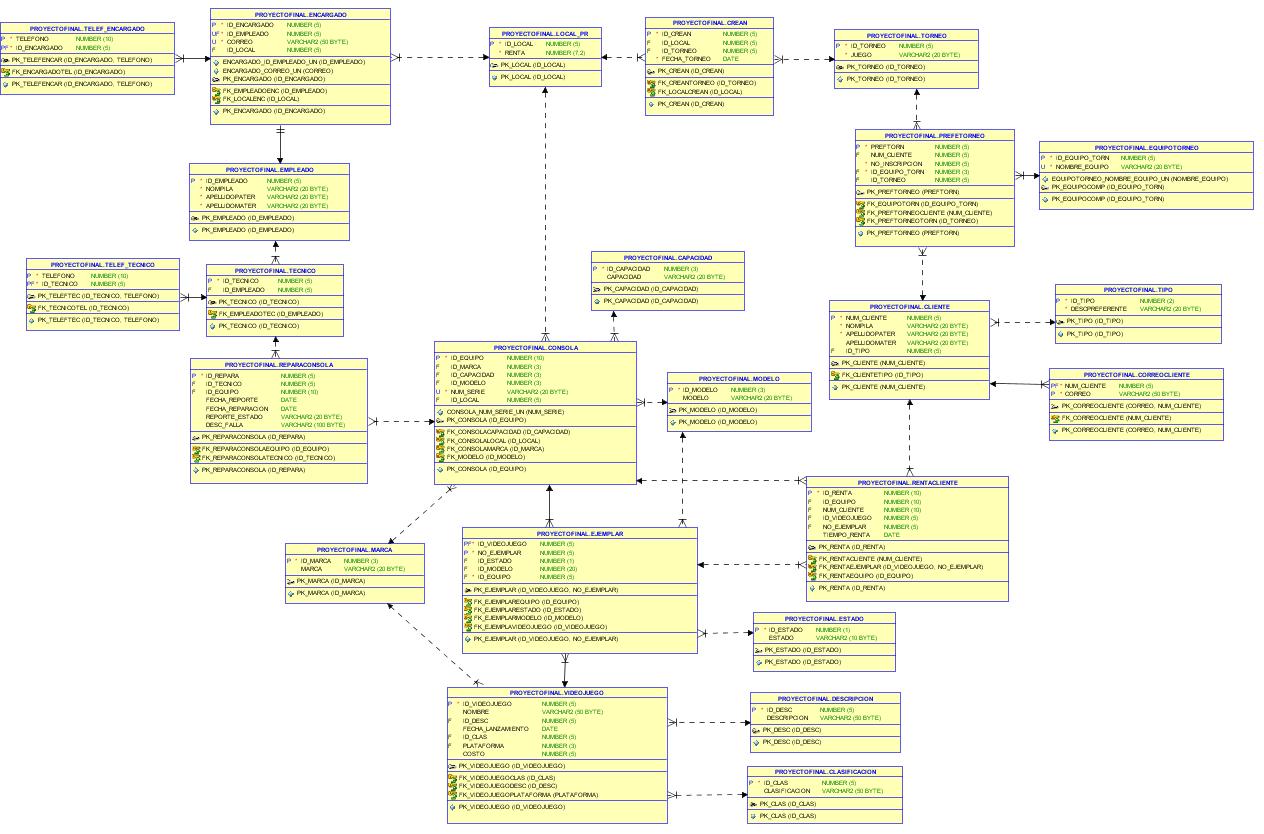 PROYECTOFINAL.TELEF_ENCARGADO
P * TELEFONO NUMBER (10)
PF* ID_ENCARGADO NUMBER (5)
PK_TELEFENCAR (ID_ENCARGADO, TELEFONO)
FK_ENCARGADOTEL (ID_ENCARGADO)
PK_TELEFENCAR (ID_ENCARGADO, TELEFONO)
PROYECTOFINAL.ENCARGADO
P * ID_ENCARGADO NUMBER (5)
UF* ID_EMPLEADO NUMBER (5)
U * CORREO VARCHAR2 (50 BYTE)
F ID_LOCAL NUMBER (5)
ENCARGADO_ID_EMPLEADO_UN (ID_EMPLEADO)
ENCARGADO_CORREO_UN (CORREO)
PK_ENCARGADO (ID_ENCARGADO)
FK_EMPLEADOENC (ID_EMPLEADO)
FK_LOCALENC (ID_LOCAL)
PK_ENCARGADO (ID_ENCARGADO)
PROYECTOFINAL.LOCAL_PR
P * ID_LOCAL NUMBER (5)
* RENTA NUMBER (7,2)
PK_LOCAL (ID_LOCAL)
PK_LOCAL (ID_LOCAL)
PROYECTOFINAL.CREAN
P * ID_CREAN NUMBER (5)
F ID_LOCAL NUMBER (5)
F * ID_TORNEO NUMBER (5)
* FECHA_TORNEO DATE
PK_CREAN (ID_CREAN)
FK_CREANTORNEO (ID_TORNEO)
FK_LOCALCREAN (ID_LOCAL)
PK_CREAN (ID_CREAN)
PROYECTOFINAL.TORNEO
P * ID_TORNEO NUMBER (5)
* JUEGO VARCHAR2 (20 BYTE)
PK_TORNEO (ID_TORNEO)
PK_TORNEO (ID_TORNEO)
PROYECTOFINAL.PREFETORNEO
P * PREFTORN NUMBER (5)
F NUM_CLIENTE NUMBER (5)
* NO_INSCRIPCION NUMBER (5)
F * ID_EQUIPO_TORN NUMBER (3)
F ID_TORNEO NUMBER (5)
PK_PREFTORNEO (PREFTORN)
FK_EQUIPOTORN (ID_EQUIPO_TORN)
FK_PREFTORNEOCLIENTE (NUM_CLIENTE)
FK_PREFTORNEOTORN (ID_TORNEO)
PK_PREFTORNEO (PREFTORN)
PROYECTOFINAL.EQUIPOTORNEO
P * ID_EQUIPO_TORN NUMBER (5)
U * NOMBRE_EQUIPO VARCHAR2 (20 BYTE)
EQUIPOTORNEO_NOMBRE_EQUIPO_UN (NOMBRE_EQUIPO)
PK_EQUIPOCOMP (ID_EQUIPO_TORN)
PK_EQUIPOCOMP (ID_EQUIPO_TORN)
PROYECTOFINAL.EMPLEADO
P * ID_EMPLEADO NUMBER (5)
* NOMPILA VARCHAR2 (20 BYTE)
* APELLIDOPATER VARCHAR2 (20 BYTE)
* APELLIDOMATER VARCHAR2 (20 BYTE)
PK_EMPLEADO (ID_EMPLEADO)
PK_EMPLEADO (ID_EMPLEADO)
PROYECTOFINAL.TELEF_TECNICO
P * TELEFONO NUMBER (10)
PF* ID_TECNICO NUMBER (5)
PK_TELEFTEC (ID_TECNICO, TELEFONO)
FK_TECNICOTEL (ID_TECNICO)
PK_TELEFTEC (ID_TECNICO, TELEFONO)
PROYECTOFINAL.TECNICO
P * ID_TECNICO NUMBER (5)
F ID_EMPLEADO NUMBER (5)
PK_TECNICO (ID_TECNICO)
FK_EMPLEADOTEC (ID_EMPLEADO)
PK_TECNICO (ID_TECNICO)
PROYECTOFINAL.CAPACIDAD
P * ID_CAPACIDAD NUMBER (3)
CAPACIDAD VARCHAR2 (20 BYTE)
PK_CAPACIDAD (ID_CAPACIDAD)
PK_CAPACIDAD (ID_CAPACIDAD)
PROYECTOFINAL.CLIENTE
P * NUM_CLIENTE NUMBER (5)
* NOMPILA VARCHAR2 (20 BYTE)
* APELLIDOPATER VARCHAR2 (20 BYTE)
APELLIDOMATER VARCHAR2 (20 BYTE)
F ID_TIPO NUMBER (5)
PK_CLIENTE (NUM_CLIENTE)
FK_CLIENTETIPO (ID_TIPO)
PK_CLIENTE (NUM_CLIENTE)
PROYECTOFINAL.TIPO
P * ID_TIPO NUMBER (2)
* DESCPREFERENTE VARCHAR2 (20 BYTE)
PK_TIPO (ID_TIPO)
PK_TIPO (ID_TIPO)
PROYECTOFINAL.REPARACONSOLA
P * ID_REPARA NUMBER (5)
F ID_TECNICO NUMBER (5)
F ID_EQUIPO NUMBER (10)
FECHA_REPORTE DATE
FECHA_REPARACION DATE
REPORTE_ESTADO VARCHAR2 (20 BYTE)
DESC_FALLA VARCHAR2 (100 BYTE)
PK_REPARACONSOLA (ID_REPARA)
FK_REPARACONSOLAEQUIPO (ID_EQUIPO)
FK_REPARACONSOLATECNICO (ID_TECNICO)
PK_REPARACONSOLA (ID_REPARA)
PROYECTOFINAL.CONSOLA
P * ID_EQUIPO NUMBER (10)
F * ID_MARCA NUMBER (3)
F * ID_CAPACIDAD NUMBER (3)
F * ID_MODELO NUMBER (3)
U * NUM_SERIE VARCHAR2 (20 BYTE)
F * ID_LOCAL NUMBER (5)
CONSOLA_NUM_SERIE_UN (NUM_SERIE)
PK_CONSOLA (ID_EQUIPO)
FK_CONSOLACAPACIDAD (ID_CAPACIDAD)
FK_CONSOLALOCAL (ID_LOCAL)
FK_CONSOLAMARCA (ID_MARCA)
FK_MODELO (ID_MODELO)
PK_CONSOLA (ID_EQUIPO)
PROYECTOFINAL.MODELO
P * ID_MODELO NUMBER (3)
MODELO VARCHAR2 (20 BYTE)
PK_MODELO (ID_MODELO)
PK_MODELO (ID_MODELO)
PROYECTOFINAL.CORREOCLIENTE
PF* NUM_CLIENTE NUMBER (5)
P * CORREO VARCHAR2 (50 BYTE)
PK_CORREOCLIENTE (CORREO, NUM_CLIENTE)
FK_CORREOCLIENTE (NUM_CLIENTE)
PK_CORREOCLIENTE (CORREO, NUM_CLIENTE)
PROYECTOFINAL.RENTACLIENTE
P * ID_RENTA NUMBER (10)
F ID_EQUIPO NUMBER (10)
F NUM_CLIENTE NUMBER (10)
F ID_VIDEOJUEGO NUMBER (5)
F NO_EJEMPLAR NUMBER (5)
TIEMPO_RENTA DATE
PK_RENTA (ID_RENTA)
FK_RENTACLIENTE (NUM_CLIENTE)
FK_RENTAEJEMPLAR (ID_VIDEOJUEGO, NO_EJEMPLAR)
FK_RENTAEQUIPO (ID_EQUIPO)
PK_RENTA (ID_RENTA)
PROYECTOFINAL.MARCA
P * ID_MARCA NUMBER (3)
MARCA VARCHAR2 (20 BYTE)
PK_MARCA (ID_MARCA)
PK_MARCA (ID_MARCA)
PROYECTOFINAL.EJEMPLAR
PF* ID_VIDEOJUEGO NUMBER (5)
P * NO_EJEMPLAR NUMBER (5)
F ID_ESTADO NUMBER (1)
F ID_MODELO NUMBER (20)
F * ID_EQUIPO NUMBER (5)
PK_EJEMPLAR (ID_VIDEOJUEGO, NO_EJEMPLAR)
FK_EJEMPLAREQUIPO (ID_EQUIPO)
FK_EJEMPLARESTADO (ID_ESTADO)
FK_EJEMPLARMODELO (ID_MODELO)
FK_EJEMPLAVIDEOJUEGO (ID_VIDEOJUEGO)
PK_EJEMPLAR (ID_VIDEOJUEGO, NO_EJEMPLAR)
PROYECTOFINAL.ESTADO
P * ID_ESTADO NUMBER (1)
ESTADO VARCHAR2 (10 BYTE)
PK_ESTADO (ID_ESTADO)
PK_ESTADO (ID_ESTADO)
PROYECTOFINAL.VIDEOJUEGO
P * ID_VIDEOJUEGO NUMBER (5)
NOMBRE VARCHAR2 (50 BYTE)
F ID_DESC NUMBER (5)
FECHA_LANZAMIENTO DATE
F ID_CLAS NUMBER (5)
F PLATAFORMA NUMBER (3)
COSTO NUMBER (5)
PK_VIDEOJUEGO (ID_VIDEOJUEGO)
FK_VIDEOJUEGOCLAS (ID_CLAS)
FK_VIDEOJUEGODESC (ID_DESC)
FK_VIDEOJUEGOPLATAFORMA (PLATAFORMA)
PK_VIDEOJUEGO (ID_VIDEOJUEGO)
PROYECTOFINAL.DESCRIPCION
P * ID_DESC NUMBER (5)
DESCRIPCION VARCHAR2 (50 BYTE)
PK_DESC (ID_DESC)
PK_DESC (ID_DESC)
PROYECTOFINAL.CLASIFICACION
P * ID_CLAS NUMBER (5)
CLASIFICACION VARCHAR2 (50 BYTE)
PK_CLAS (ID_CLAS)
PK_CLAS (ID_CLAS)